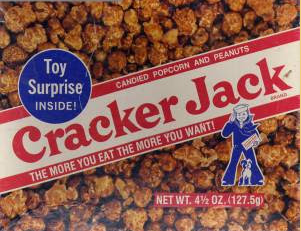 Toy
Surprise
INSIDE!
CANDIED POPCORN AND PEANUTS
Cracker Jack
BRAND
THE MORE YOU EAT THE MORE YOU WANT!
NET WT. 4½ OZ. (127.5g)